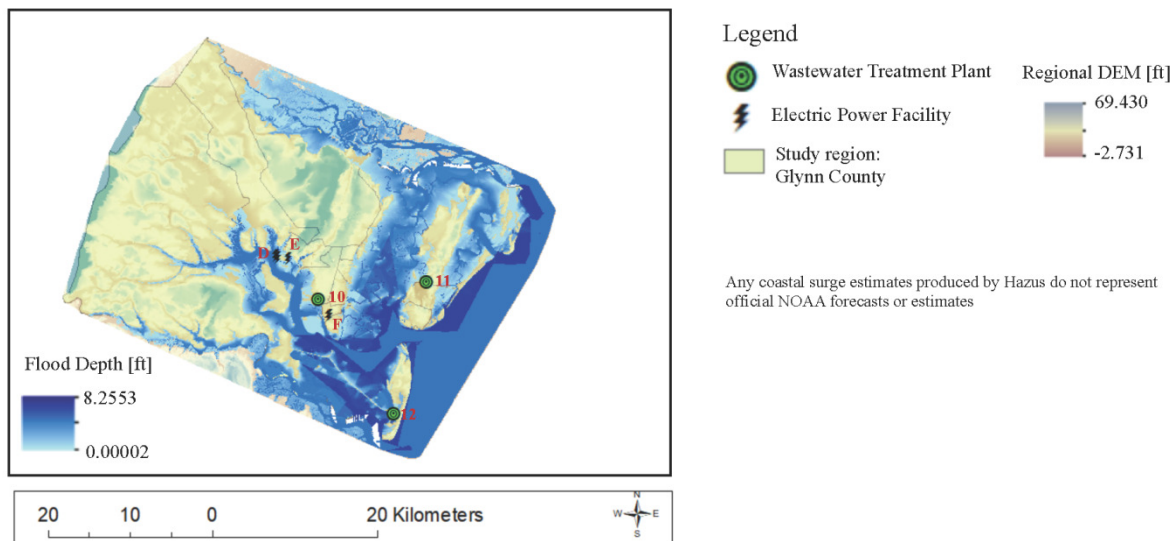 Legend
Wastewater Treatment Plant
Electric Power Facility
Study region:
Glynn County
Regional DEM [ft]
69.430
-2.731
Any coastal surge estimates produced by Hazus do not represent
official NOAA forecasts or estimates
D
E
10
F
11
12
Flood Depth [ft]
8.2553
0.00002
20 10 0 20 Kilometers
N
W E
S